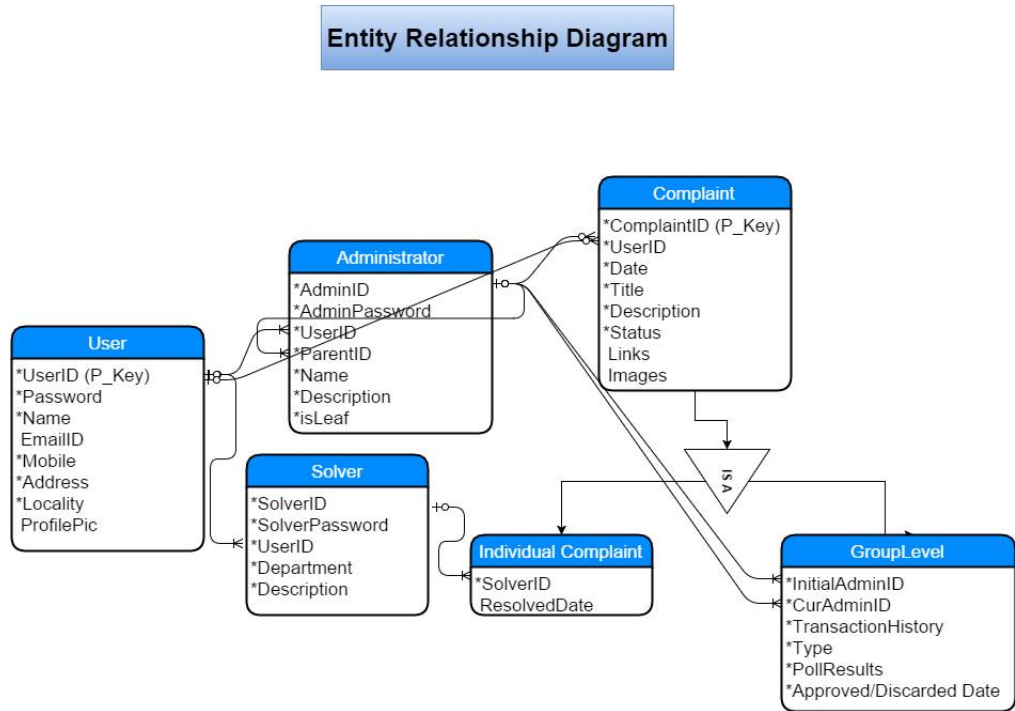 Entity Relationship Diagram
Complaint
*ComplaintID (P_Key)
*UserID
*Date
*Title
*Description
*Status
Links
Images
Administrator
*AdminID
*AdminPassword
*UserID
*ParentID
*Name
*Description
*isLeaf
User
*UserID (P_Key)
*Password
*Name
EmailID
*Mobile
*Address
*Locality
ProfilePic
Solver
*SolverID
*SolverPassword
*UserID
*Department
*Description
IS A
Individual Complaint
*SolverID
ResolvedDate
GroupLevel
*InitialAdminID
*CurAdminID
*TransactionHistory
*Type
*PollResults
*Approved/Discarded Date